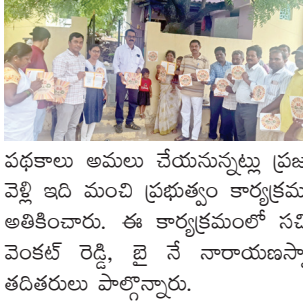 పథకాలు అమలు చేయనున్నట్లు ప్రజ
వెళ్లి ఇది మంచి ప్రభుత్వం కార్యక్రమ
అతికించారు. ఈ కార్యక్రమంలో సచి
వెంకట్ రెడ్డి, బై నే నారాయణస్వా
తదితరులు పాల్గొన్నారు.